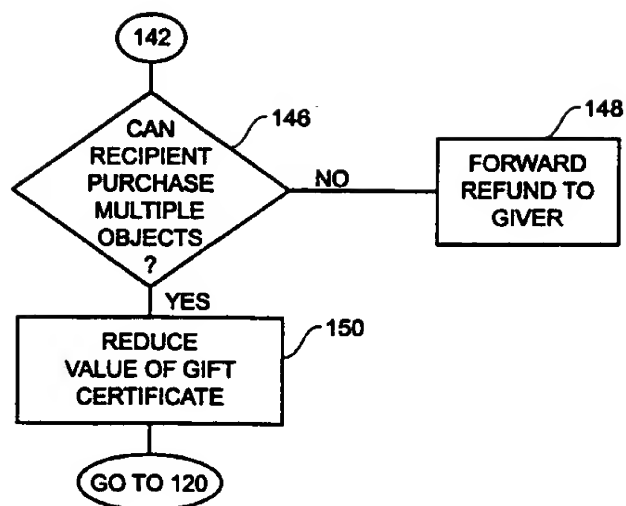 142
CAN
RECIPIENT
PURCHASE
MULTIPLE
OBJECTS
?
146
NO
148
FORWARD
REFUND TO
GIVER
YES
REDUCE
VALUE OF GIFT
CERTIFICATE
150
GO TO 120